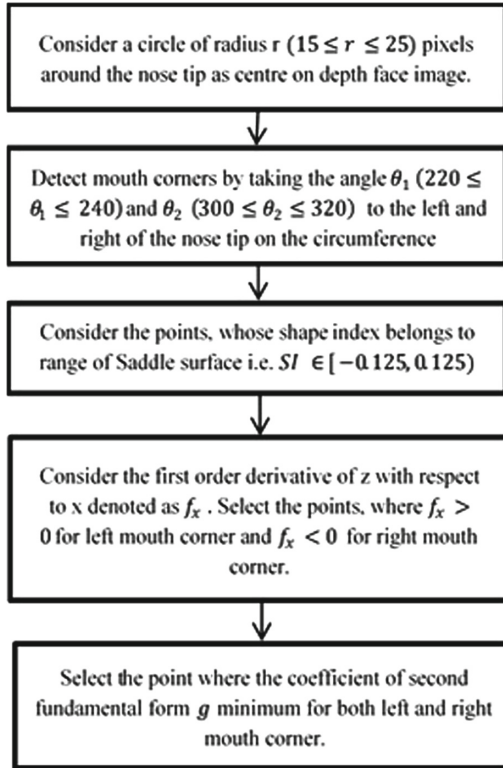 Consider a circle of radius r (15 ≤ r ≤ 25) pixels
around the nose tip as centre on depth face image.
Detect mouth corners by taking the angle θ₁ (220 ≤
θ₁ ≤ 240) and θ₂ (300 ≤ θ₂ ≤ 320) to the left and
right of the nose tip on the circumference
Consider the points, whose shape index belongs to
range of Saddle surface i.e. SI ∈ [−0.125, 0.125)
Consider the first order derivative of z with respect
to x denoted as fₓ . Select the points, where fₓ >
0 for left mouth corner and fₓ < 0 for right mouth
corner.
Select the point where the coefficient of second
fundamental form g minimum for both left and right
mouth corner.